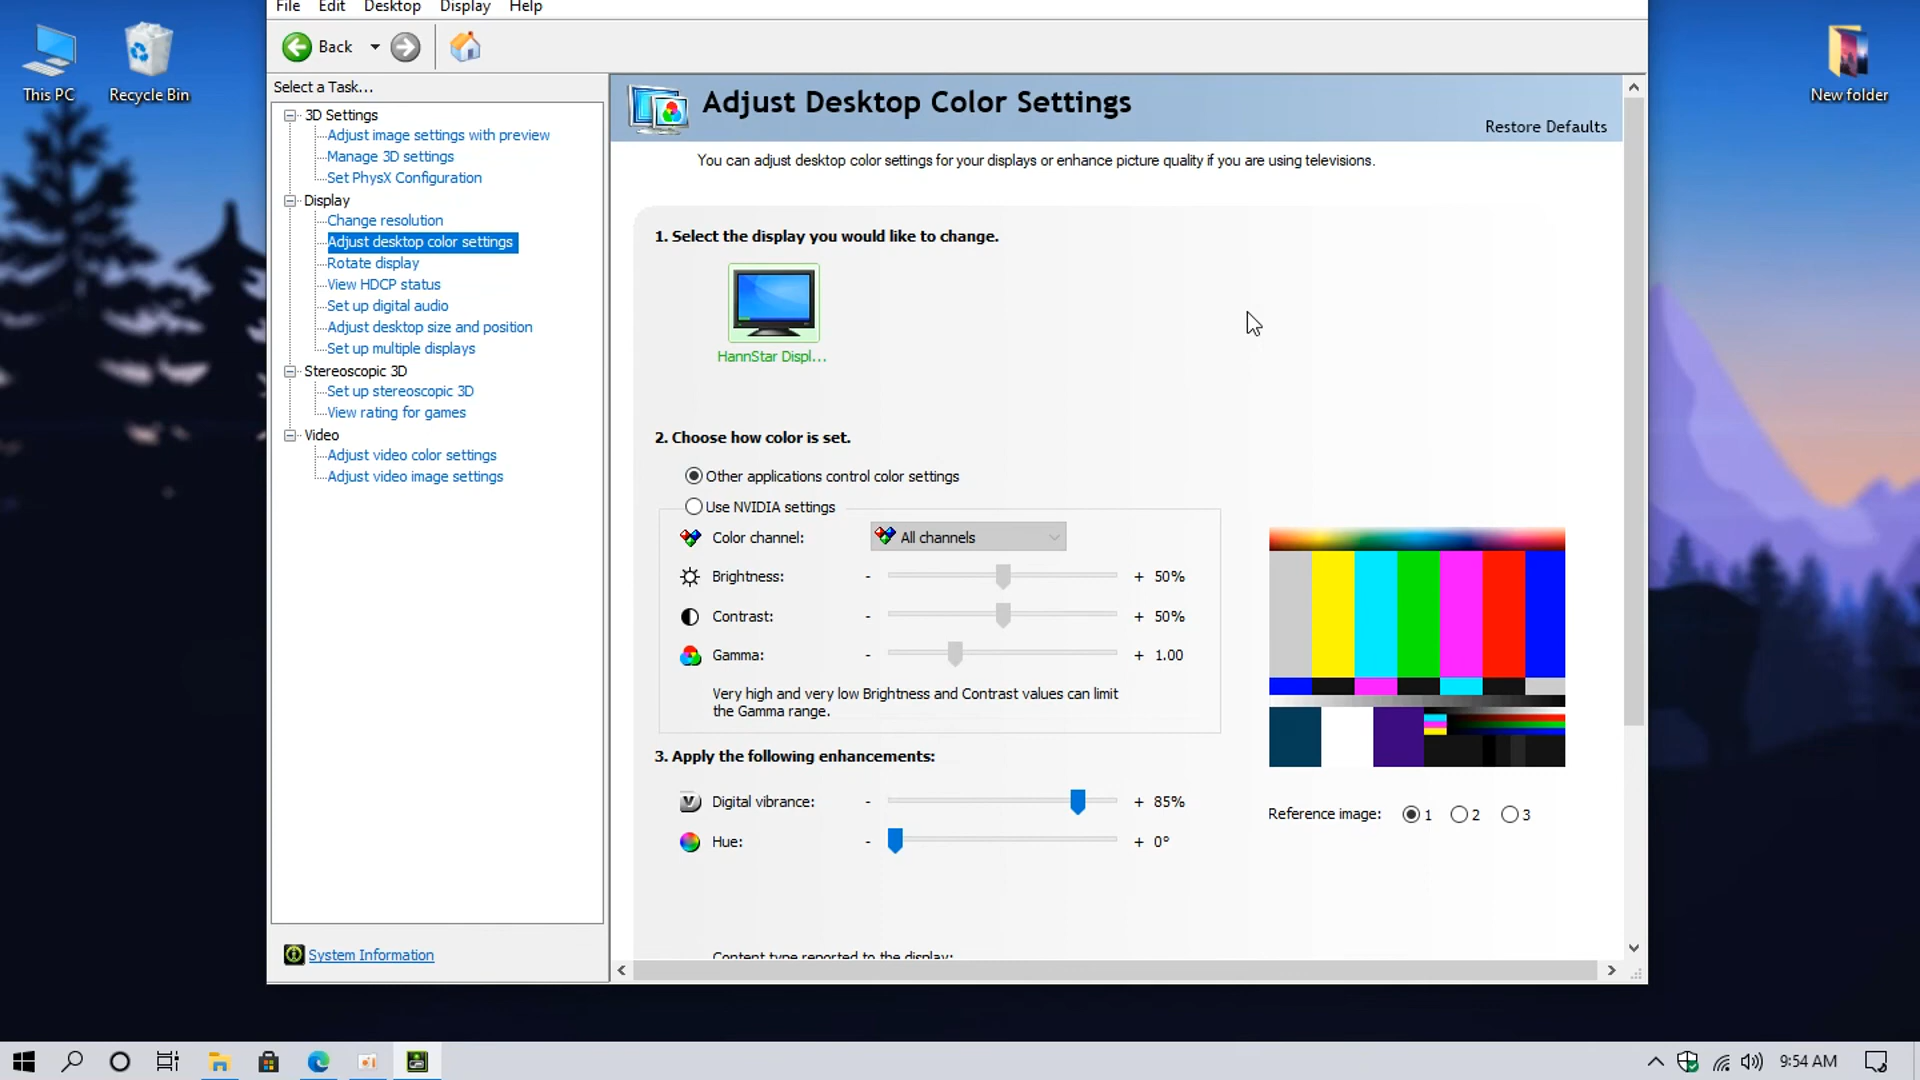 File Edit Desktop Display Help
This PC
Recycle Bin
New folder
Back
Select a Task...
3D Settings
Adjust image settings with preview
Manage 3D settings
Set PhysX Configuration
Display
Change resolution
Adjust desktop color settings
Rotate display
View HDCP status
Set up digital audio
Adjust desktop size and position
Set up multiple displays
Stereoscopic 3D
Set up stereoscopic 3D
View rating for games
Video
Adjust video color settings
Adjust video image settings
System Information
Adjust Desktop Color Settings
Restore Defaults
You can adjust desktop color settings for your displays or enhance picture quality if you are using televisions.
1. Select the display you would like to change.
HannStar Displ...
2. Choose how color is set.
Other applications control color settings
Use NVIDIA settings
Color channel: All channels
Brightness: - + 50%
Contrast: - + 50%
Gamma: - + 1.00
Very high and very low Brightness and Contrast values can limit
the Gamma range.
3. Apply the following enhancements:
Digital vibrance: - + 85%
Hue: - + 0°
Reference image: 1 2 3
Content type reported to the display:
9:54 AM